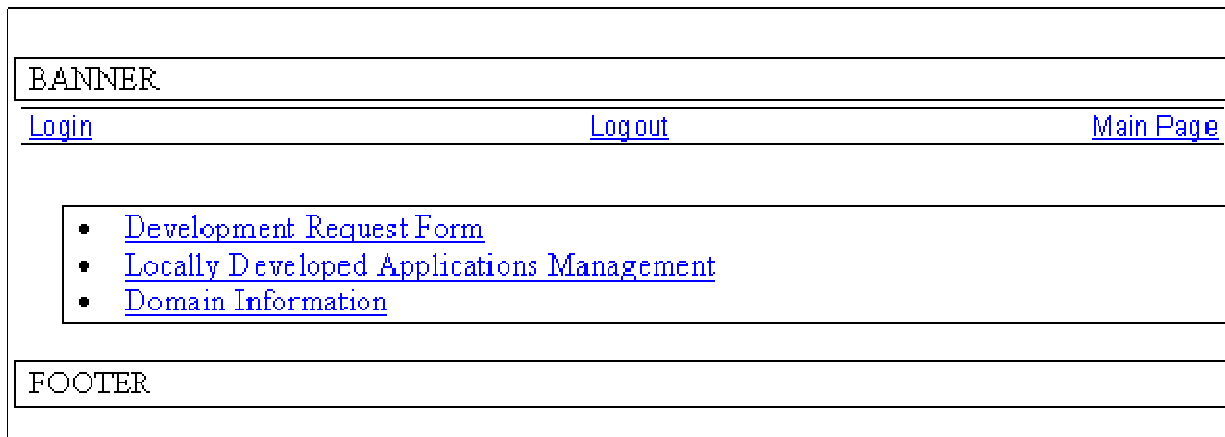 BANNER
Login Logout Main Page
• Development Request Form
• Locally Developed Applications Management
• Domain Information
FOOTER